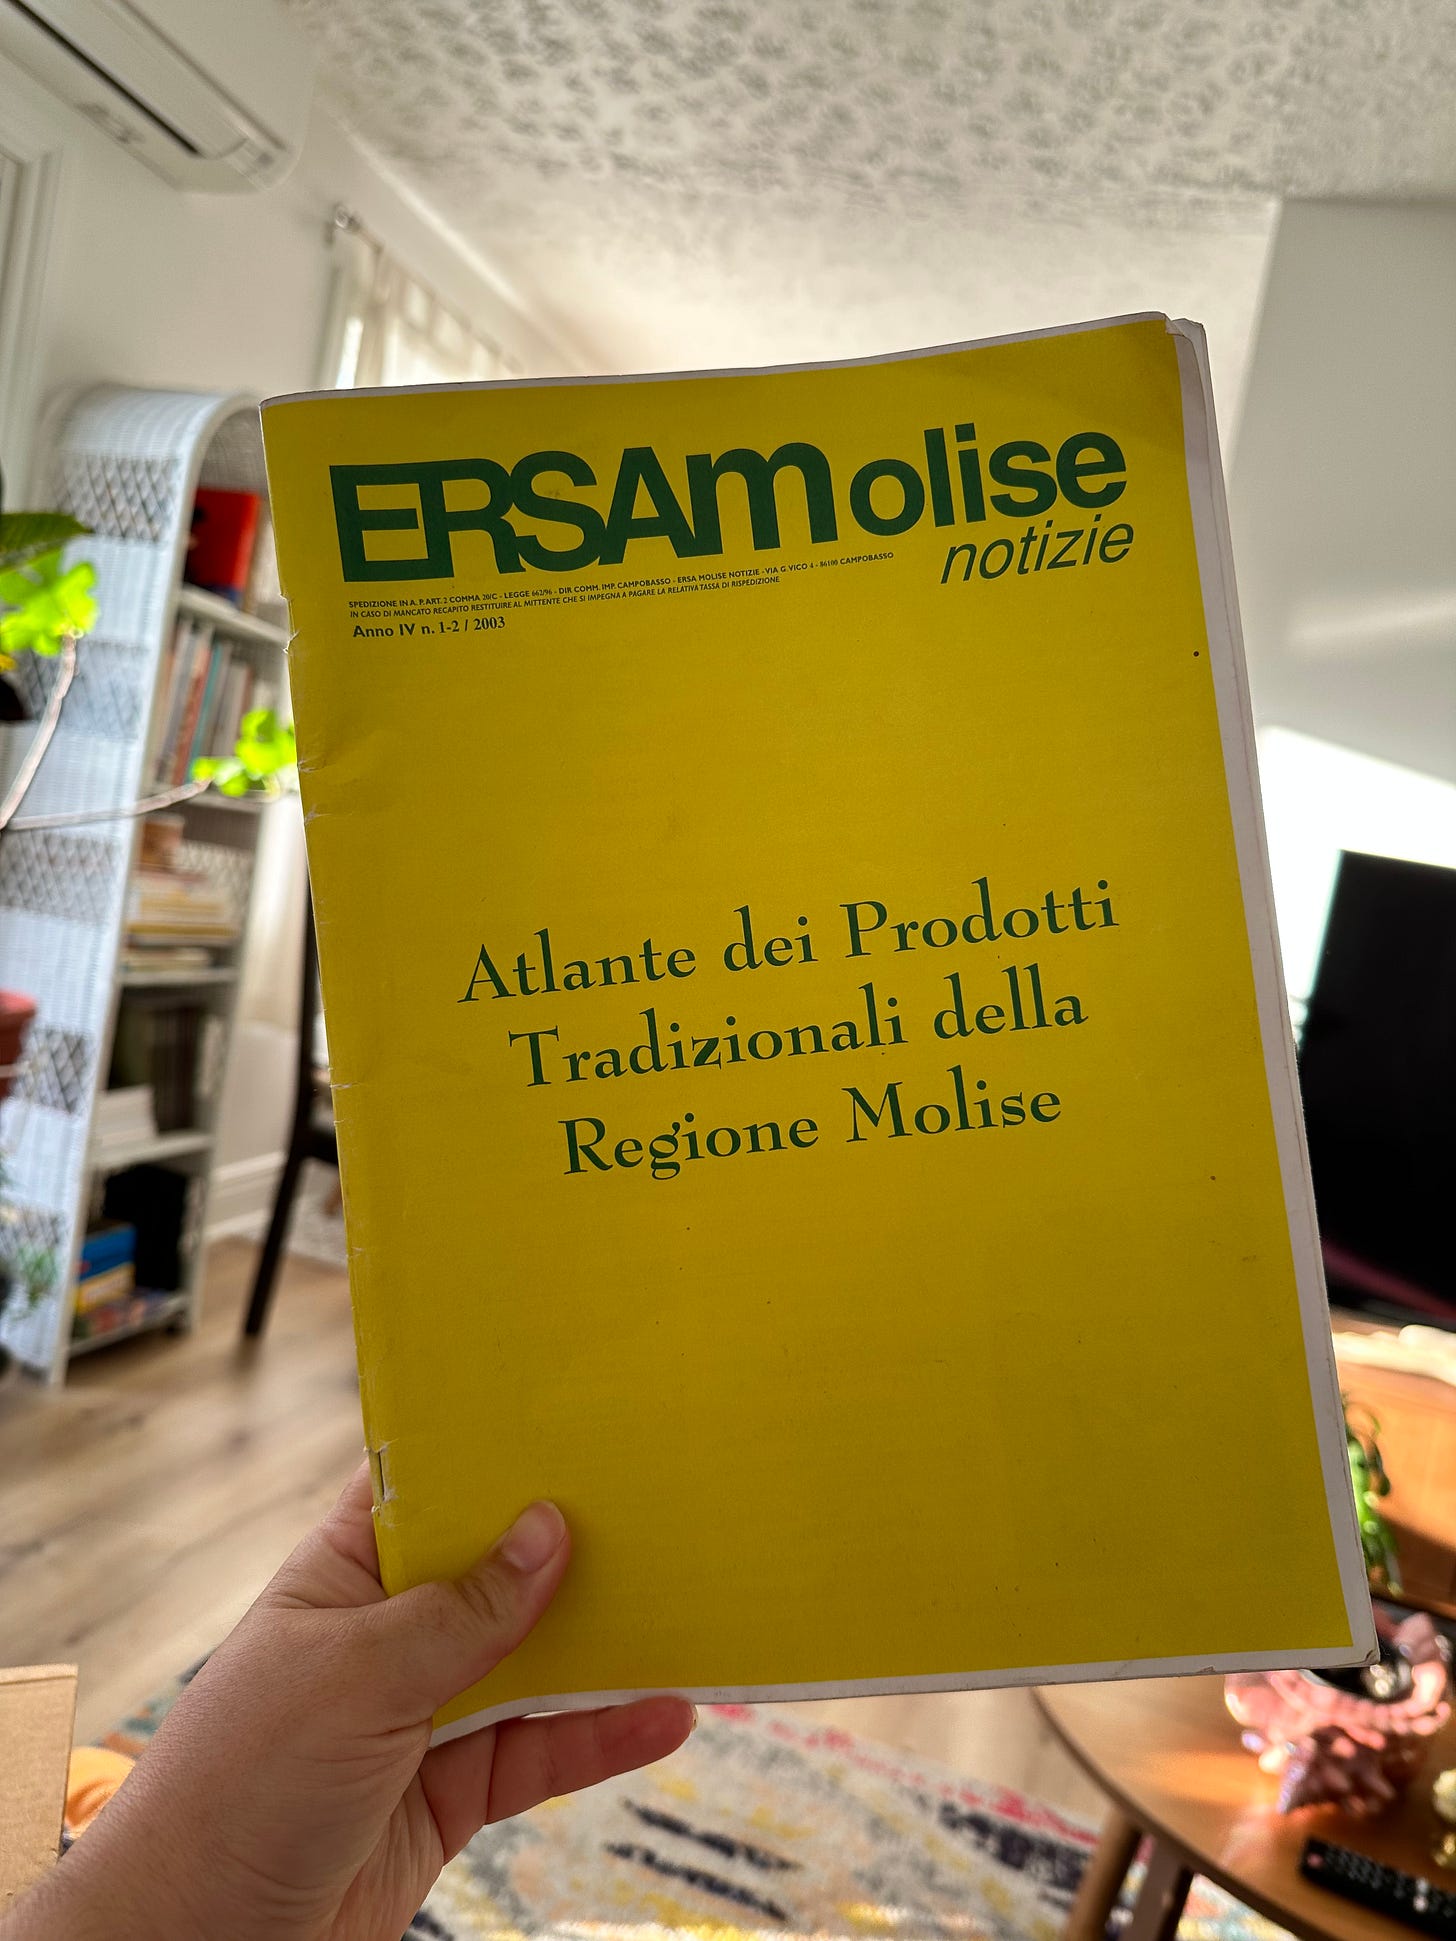 ERSAmolise
notizie
SPEDIZIONE IN A. P. ART. 2 COMMA 20/C - LEGGE 662/96 - DIR COMM. IMP. CAMPOBASSO - ERSA MOLISE NOTIZIE - VIA G. VICO 4 - 86100 CAMPOBASSO
IN CASO DI MANCATO RECAPITO RESTITUIRE AL MITTENTE CHE SI IMPEGNA A PAGARE LA RELATIVA TASSA DI RISPEDIZIONE
Anno IV n. 1-2 / 2003
Atlante dei Prodotti
Tradizionali della
Regione Molise